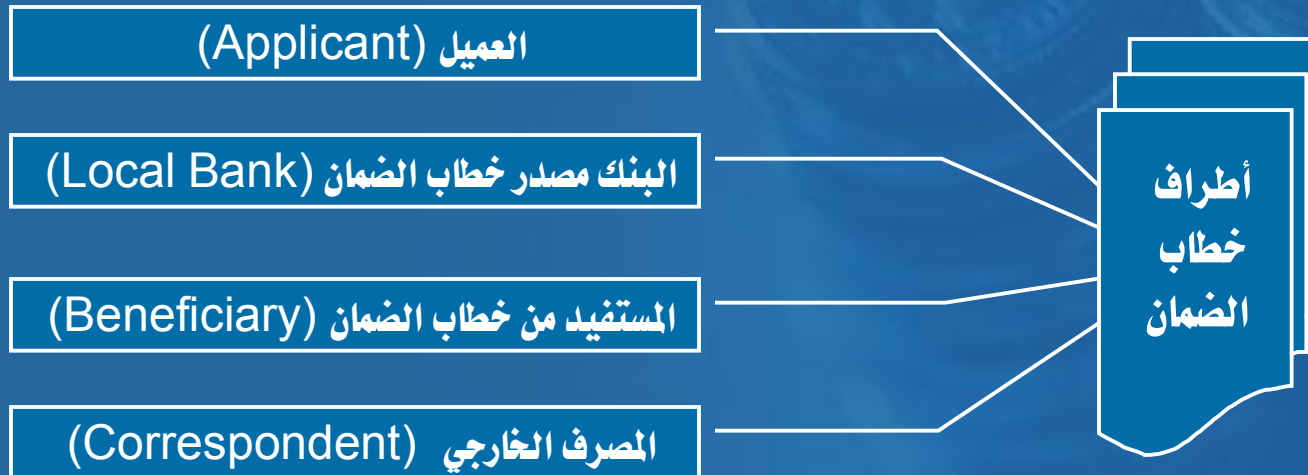 أطراف
خطاب
الضمان
العميل (Applicant)
البنك مصدر خطاب الضمان (Local Bank)
المستفيد من خطاب الضمان (Beneficiary)
المصرف الخارجي (Correspondent)